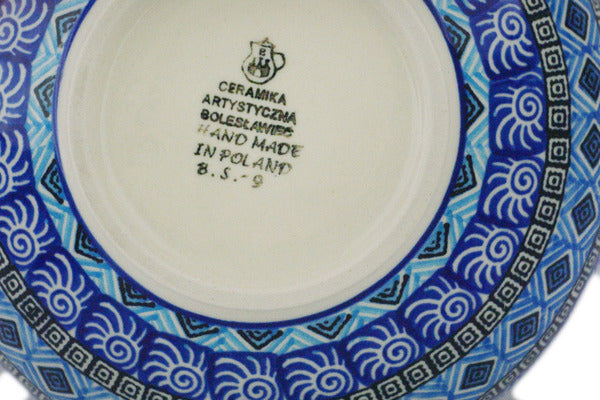 B
CERAMIKA
ARTYSTYCZNA
BOLESŁAWIEC
HAND MADE
IN POLAND
B.S.-9